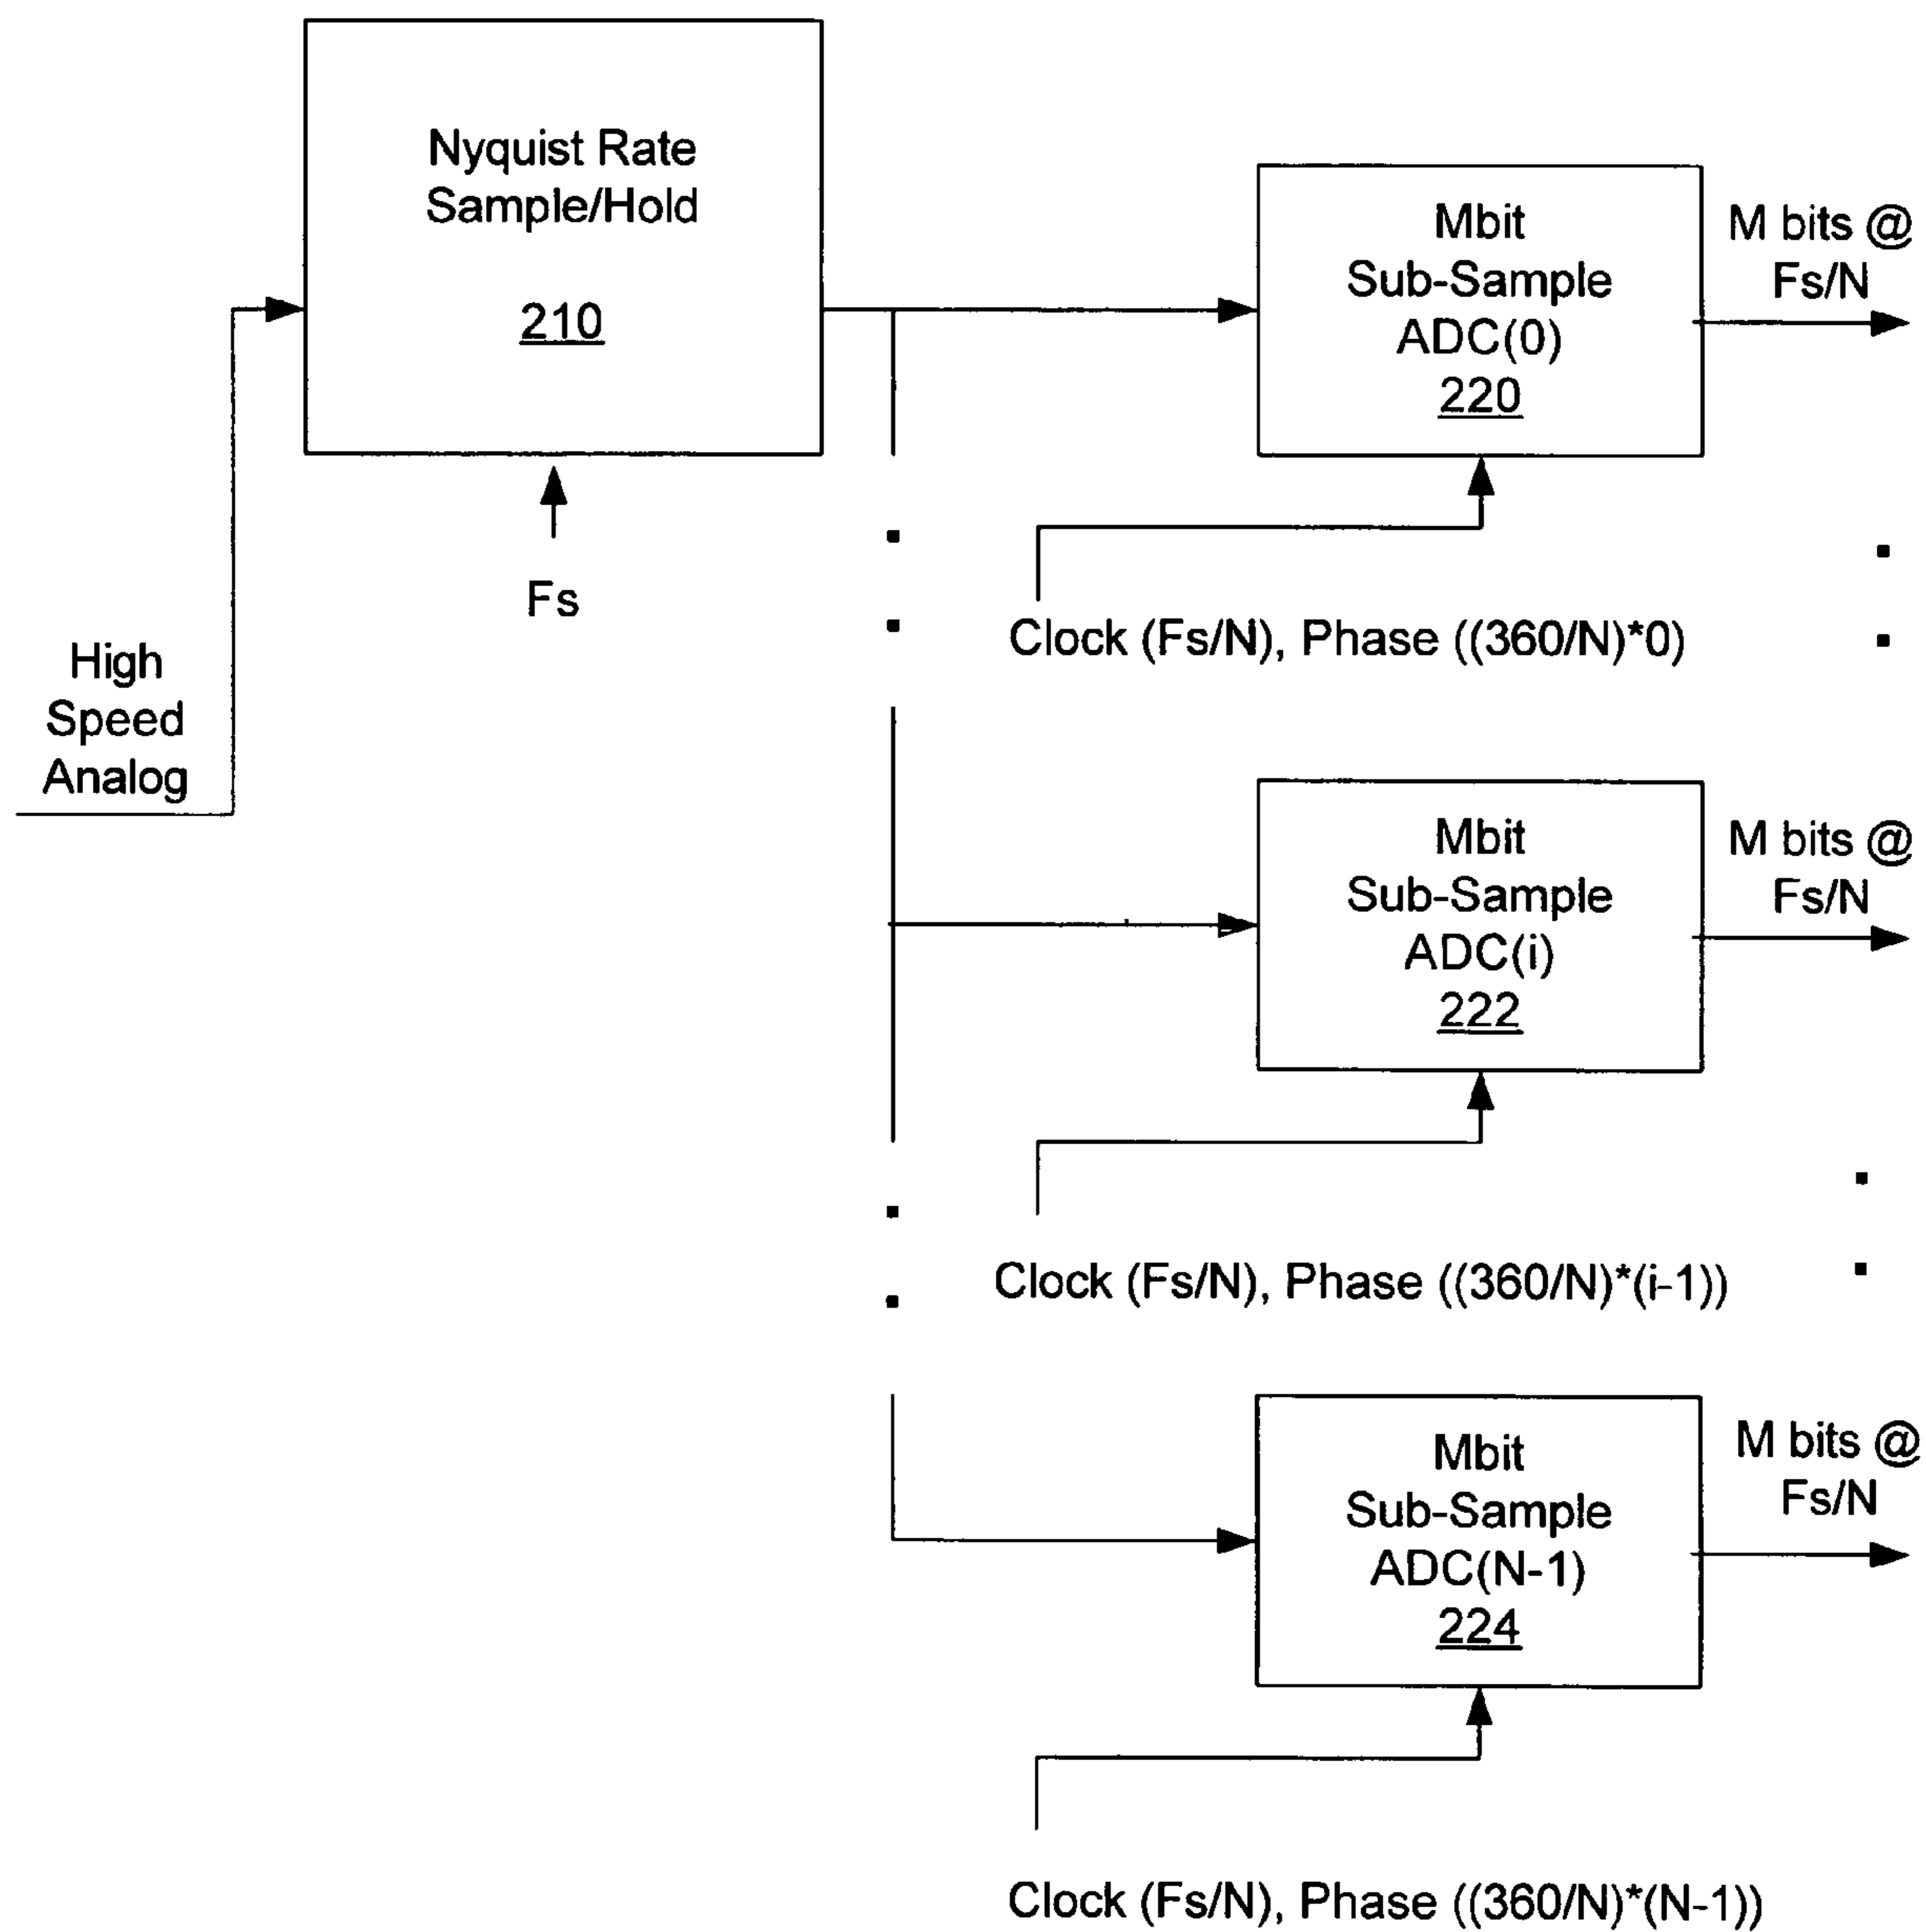 Nyquist Rate
Sample/Hold
210
Fs
High
Speed
Analog
Mbit
Sub-Sample
ADC(0)
220
M bits @
Fs/N
Clock (Fs/N), Phase ((360/N)*0)
Mbit
Sub-Sample
ADC(i)
222
M bits @
Fs/N
Clock (Fs/N), Phase ((360/N)*(i-1))
Mbit
Sub-Sample
ADC(N-1)
224
M bits @
Fs/N
Clock (Fs/N), Phase ((360/N)*(N-1))